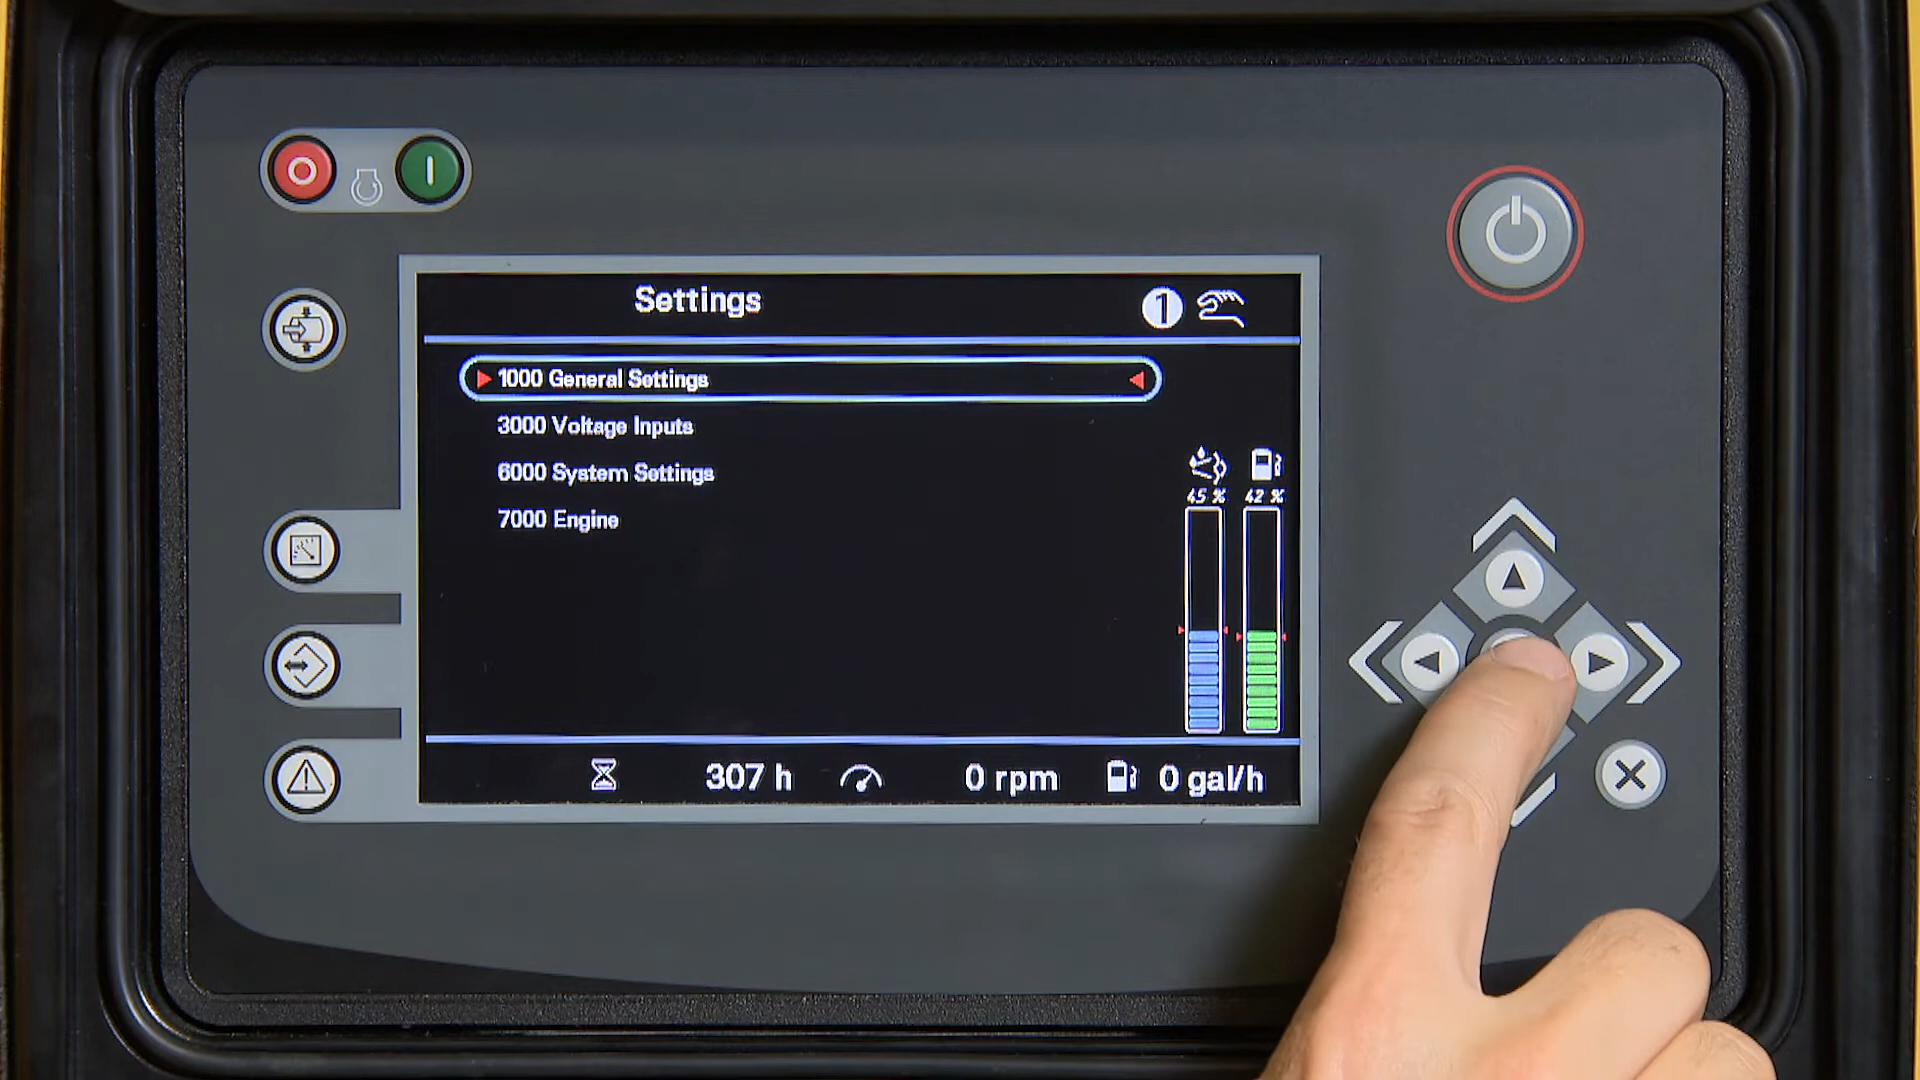 Settings
1
1000 General Settings
3000 Voltage Inputs
6000 System Settings
7000 Engine
45 % 42 %
307 h 0 rpm 0 gal/h